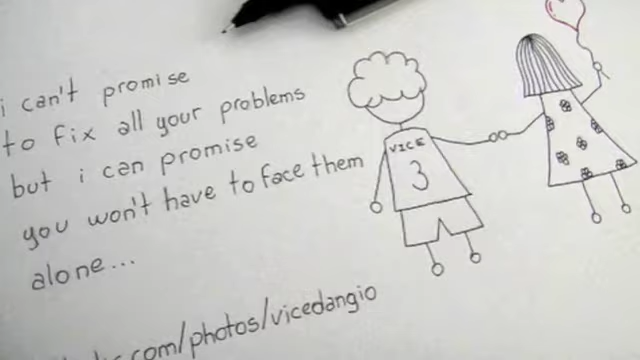 i can't promise
to fix all your problems
but i can promise
you won't have to face them
alone...
VICE
3
.com/photos/vicedangio